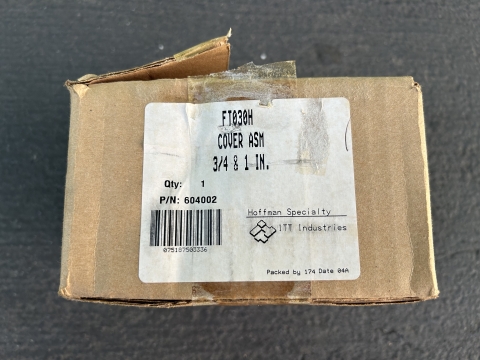 FT030H
COVER ASM
3/4 & 1 IN.
Qty: 1
P/N: 604002
Hoffman Specialty
ITT Industries
075187503336
Packed by 174 Date 04A